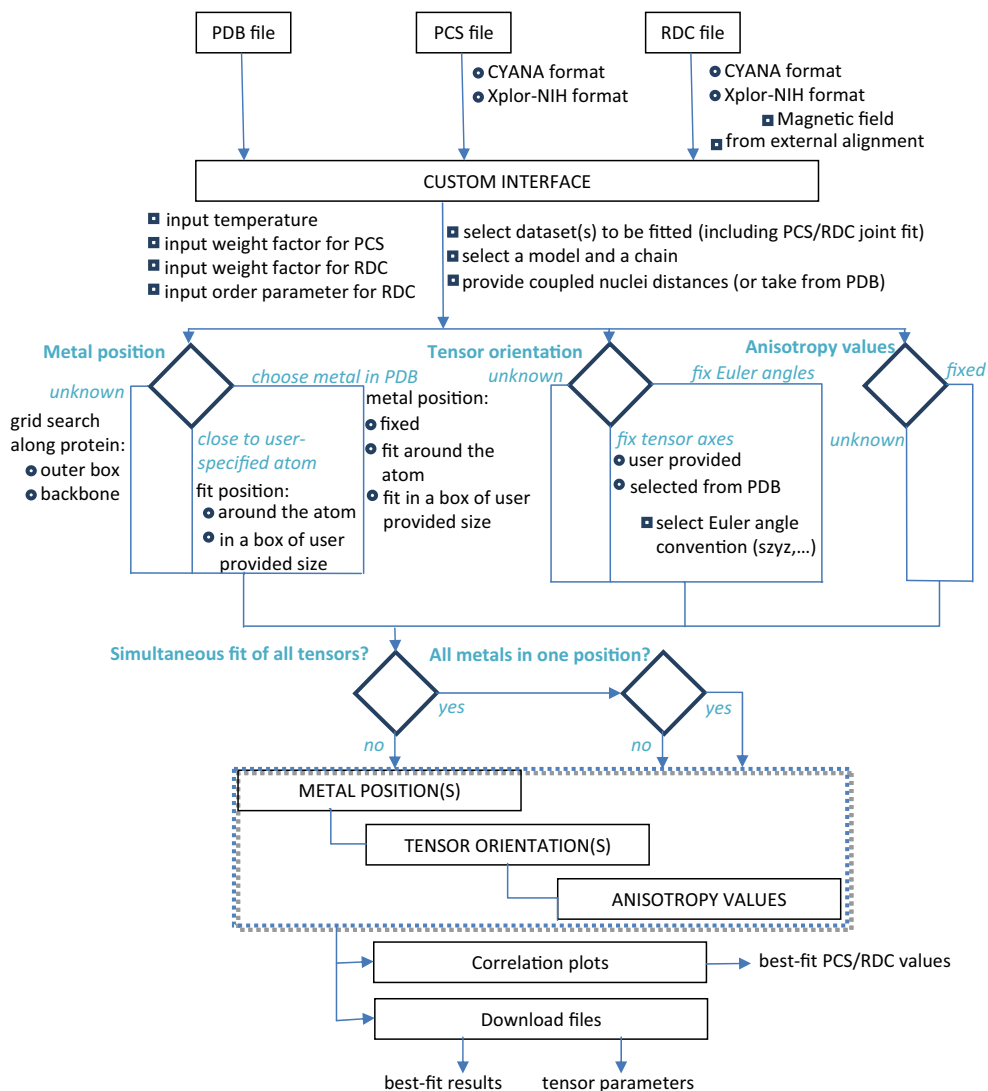 PDB file
PCS file
RDC file
CYANA format
Xplor-NIH format
CYANA format
Xplor-NIH format
Magnetic field
from external alignment
CUSTOM INTERFACE
input temperature
input weight factor for PCS
input weight factor for RDC
input order parameter for RDC
select dataset(s) to be fitted (including PCS/RDC joint fit)
select a model and a chain
provide coupled nuclei distances (or take from PDB)
Metal position
unknown
choose metal in PDB
grid search
along protein:
outer box
backbone
close to user-
specified atom
fit position:
around the atom
in a box of user
provided size
metal position:
fixed
fit around the
atom
fit in a box of user
provided size
Tensor orientation
unknown
fix Euler angles
fix tensor axes
user provided
selected from PDB
select Euler angle
convention (szyz,...)
Anisotropy values
fixed
unknown
Simultaneous fit of all tensors?
yes
no
All metals in one position?
yes
no
METAL POSITION(S)
TENSOR ORIENTATION(S)
ANISOTROPY VALUES
Correlation plots
best-fit PCS/RDC values
Download files
best-fit results
tensor parameters